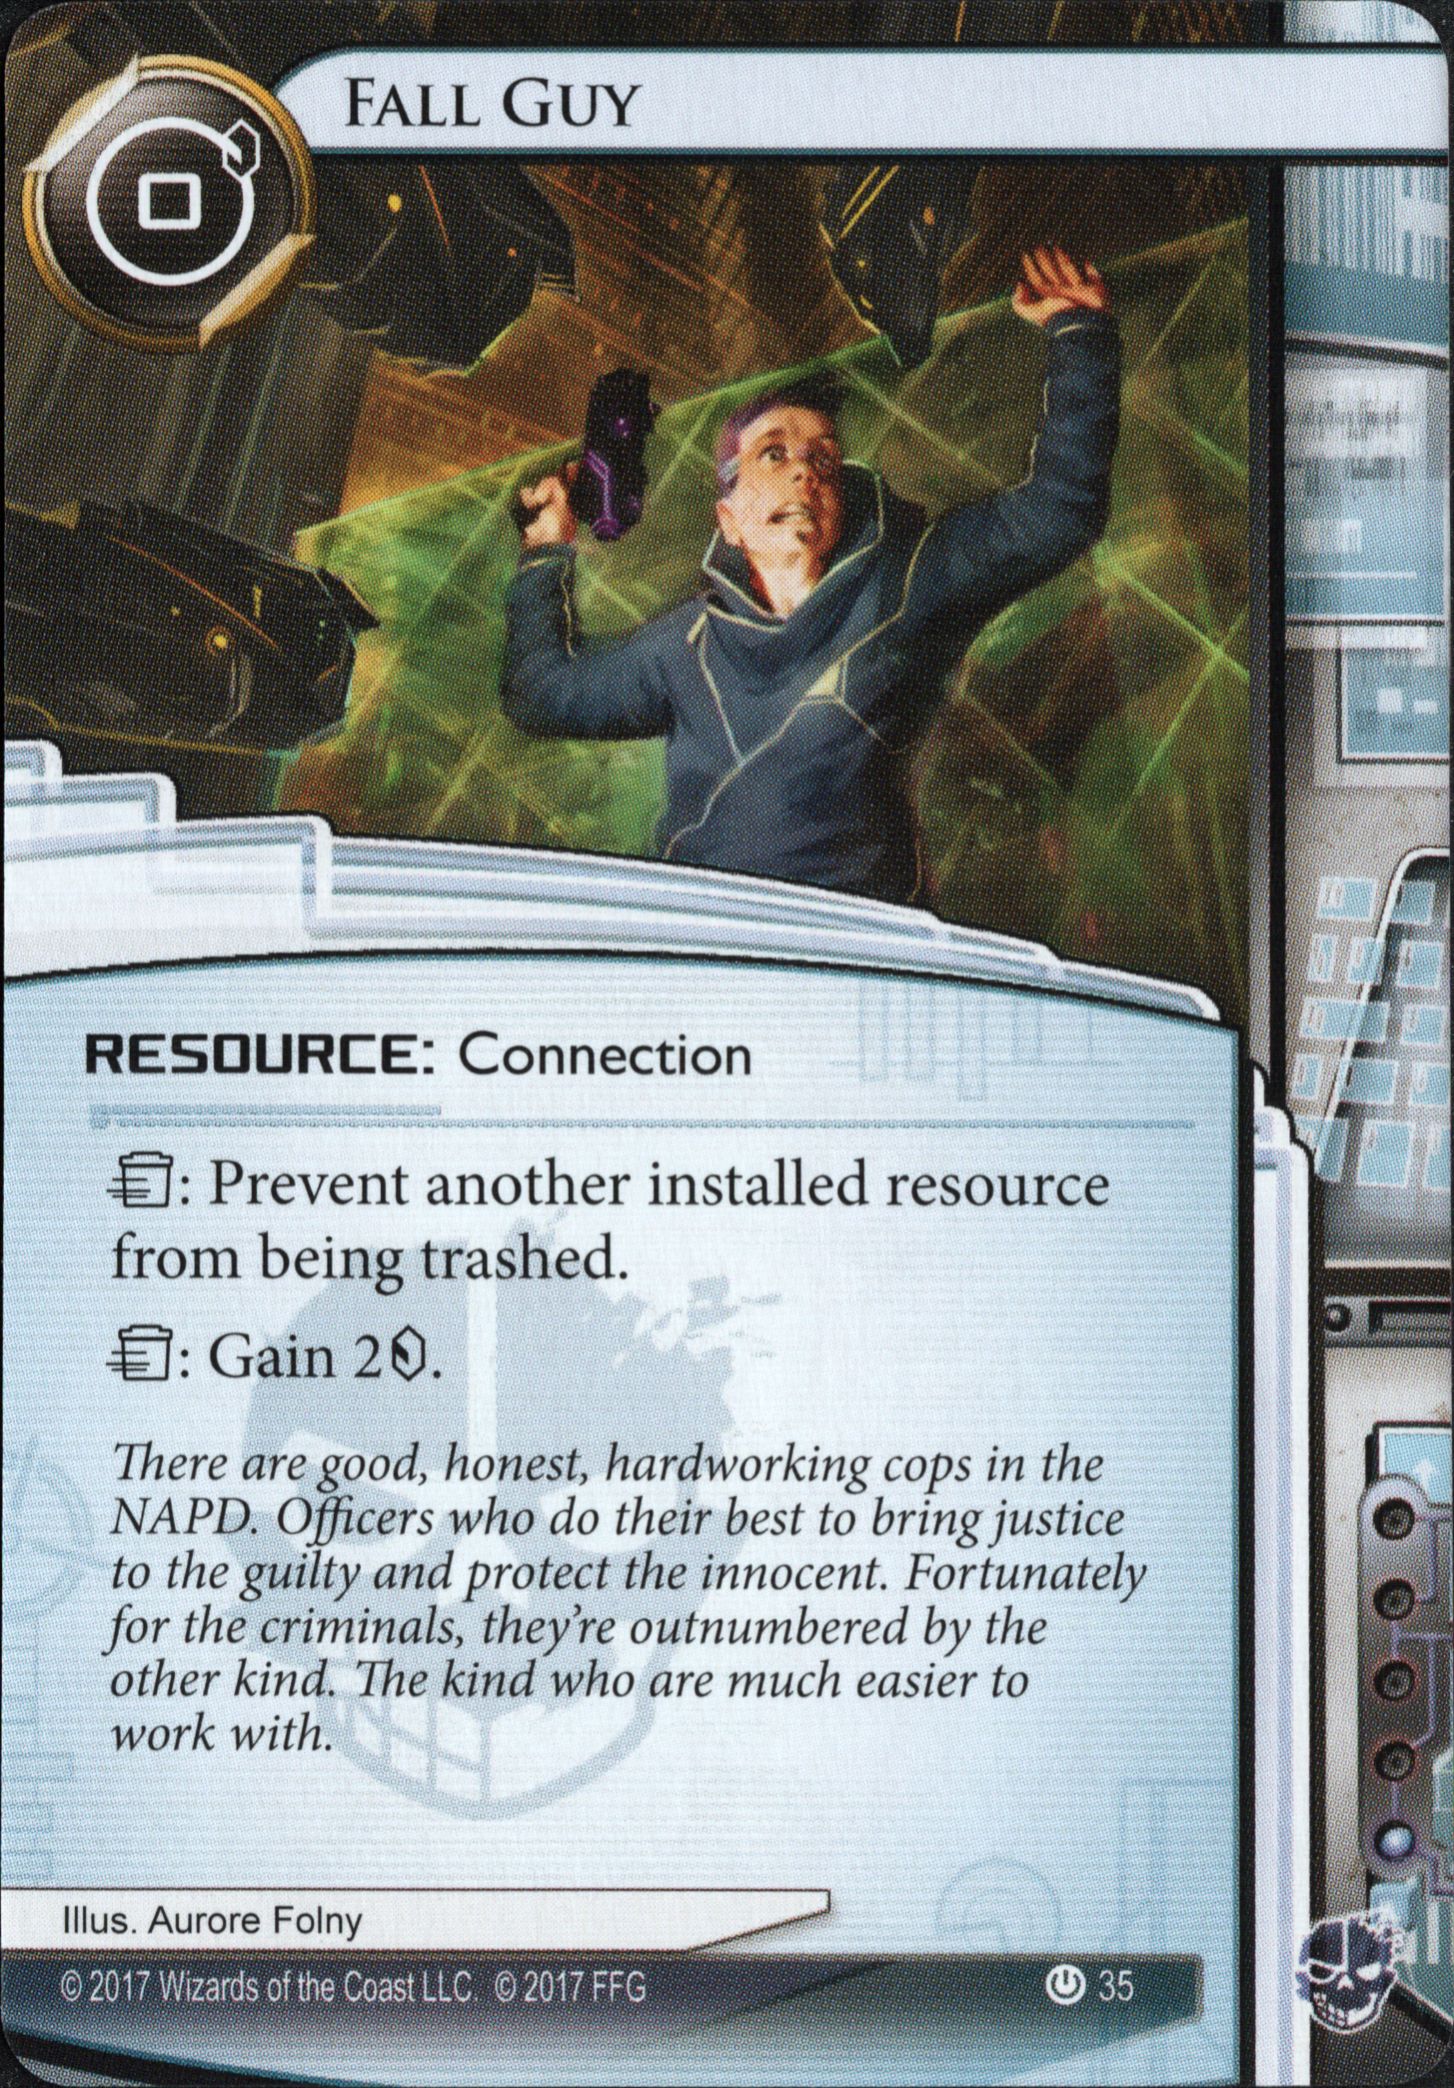 0
FALL GUY
RESOURCE: Connection
: Prevent another installed resource
from being trashed.
: Gain 2.
There are good, honest, hardworking cops in the
NAPD. Officers who do their best to bring justice
to the guilty and protect the innocent. Fortunately
for the criminals, they're outnumbered by the
other kind. The kind who are much easier to
work with.
Illus. Aurore Folny
© 2017 Wizards of the Coast LLC. © 2017 FFG
35